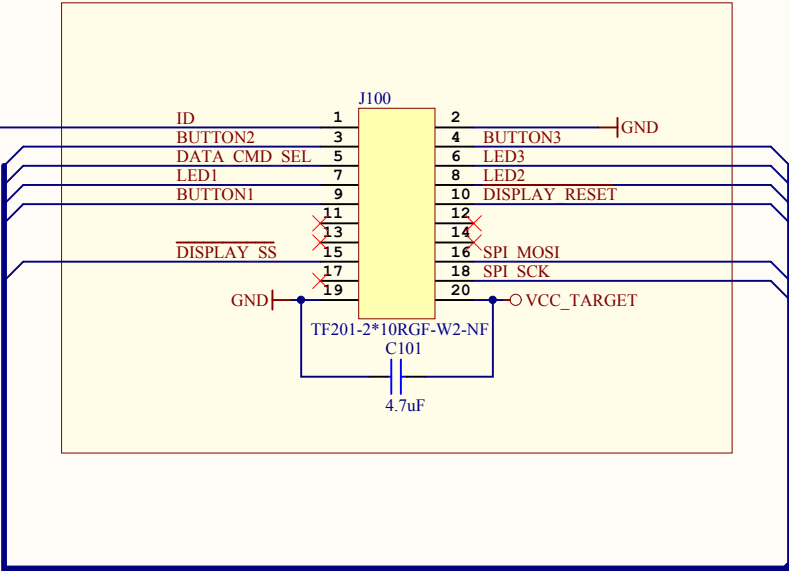 J100
ID 1 2 GND
BUTTON2 3 4 BUTTON3
DATA_CMD_SEL 5 6 LED3
LED1 7 8 LED2
BUTTON1 9 10 DISPLAY_RESET
11 12
13 14
DISPLAY_SS 15 16 SPI_MOSI
17 18 SPI_SCK
GND 19 20 VCC_TARGET
TF201-2*10RGF-W2-NF
C101
4.7uF